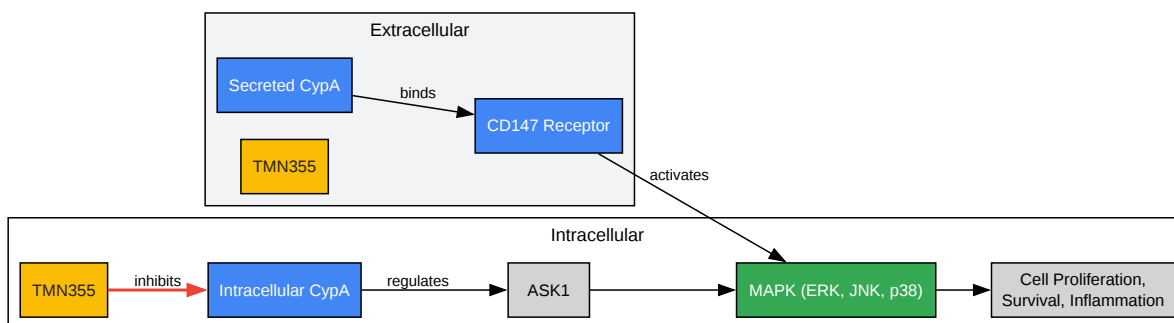 Extracellular
Secreted CypA
binds
CD147 Receptor
TMN355
activates
Intracellular
TMN355
inhibits
Intracellular CypA
regulates
ASK1
MAPK (ERK, JNK, p38)
Cell Proliferation,
Survival, Inflammation